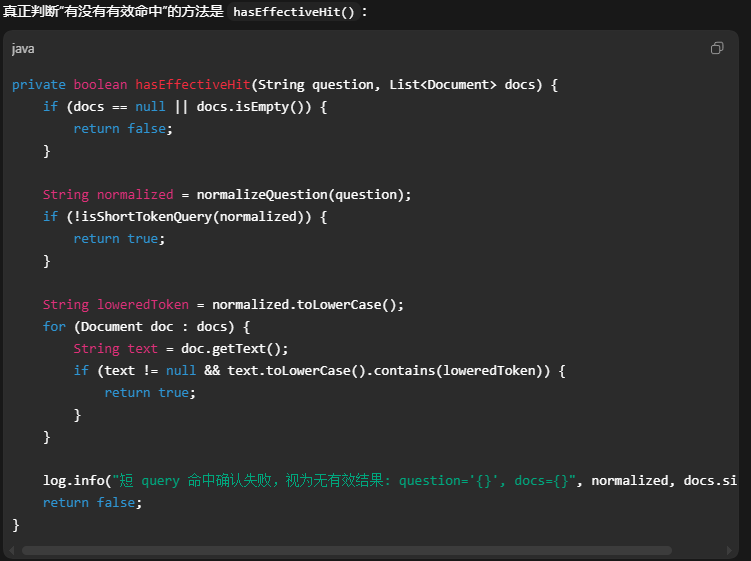 真正判断“有没有有效命中”的方法是 hasEffectiveHit()：
java
private boolean hasEffectiveHit(String question, List<Document> docs) {
    if (docs == null || docs.isEmpty()) {
        return false;
    }

    String normalized = normalizeQuestion(question);
    if (!isShortTokenQuery(normalized)) {
        return true;
    }

    String loweredToken = normalized.toLowerCase();
    for (Document doc : docs) {
        String text = doc.getText();
        if (text != null && text.toLowerCase().contains(loweredToken)) {
            return true;
        }
    }

    log.info("短 query 命中确认失败，视为无有效结果: question='{}', docs={}", normalized, docs.si
    return false;
}